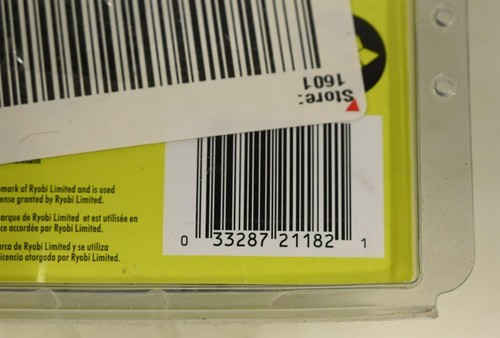 Store:
1601
mark of Ryobi Limited and is used
ense granted by Ryobi Limited.
arque de Ryobi Limited et est utilisée en
ce accordée par Ryobi Limited.
arca de Ryobi Limited y se utiliza
licencia otorgada por Ryobi Limited.
0 33287 21182 1